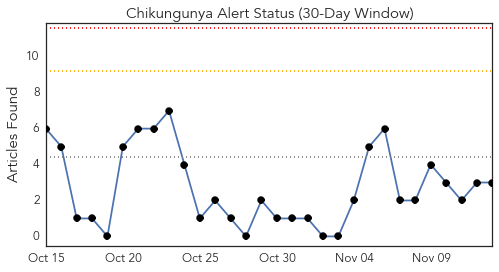 Chikungunya Alert Status (30-Day Window)
Articles Found
10
8
6
4
2
0
Oct 15 Oct 20 Oct 25 Oct 30 Nov 04 Nov 09